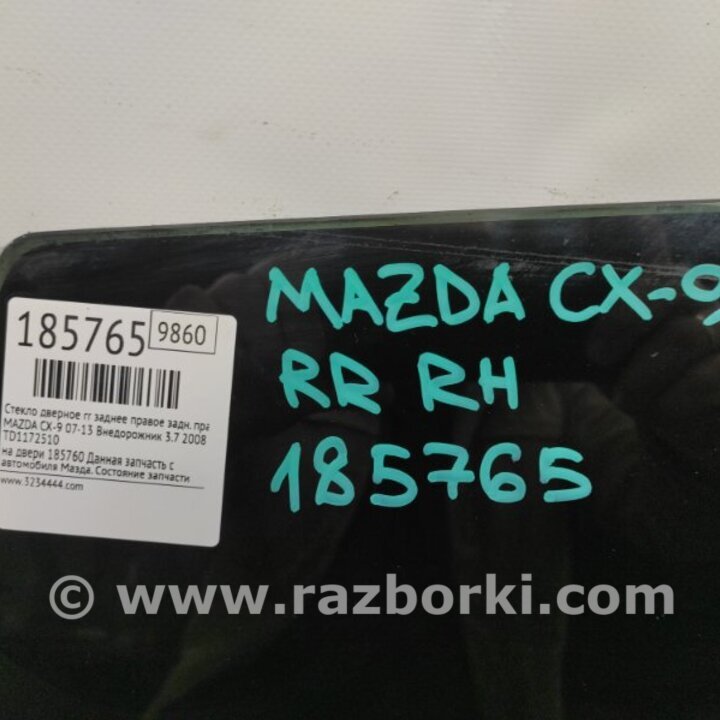 MAZDA CX-9
RR RH
185765
185765 9860
Стекло дверное гг заднее правое задн. пра
MAZDA CX-9 07-13 Внедорожник 3.7 2008
TD1172510
на двери 185760 Данная запчасть с
автомобиля Мазда. Состояние запчасти
www.3234444.com
© www.razborki.com